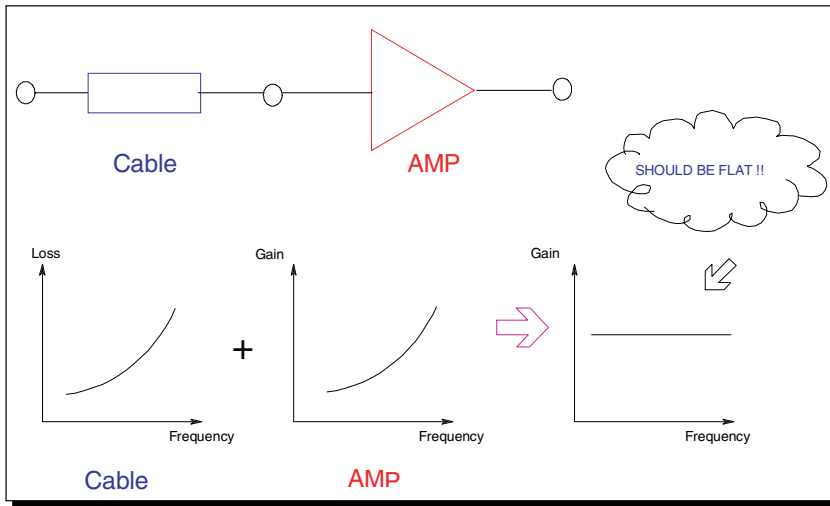 Cable
AMP
SHOULD BE FLAT !!
Loss
Gain
Gain
+
Frequency
Frequency
Frequency
Cable
AMP